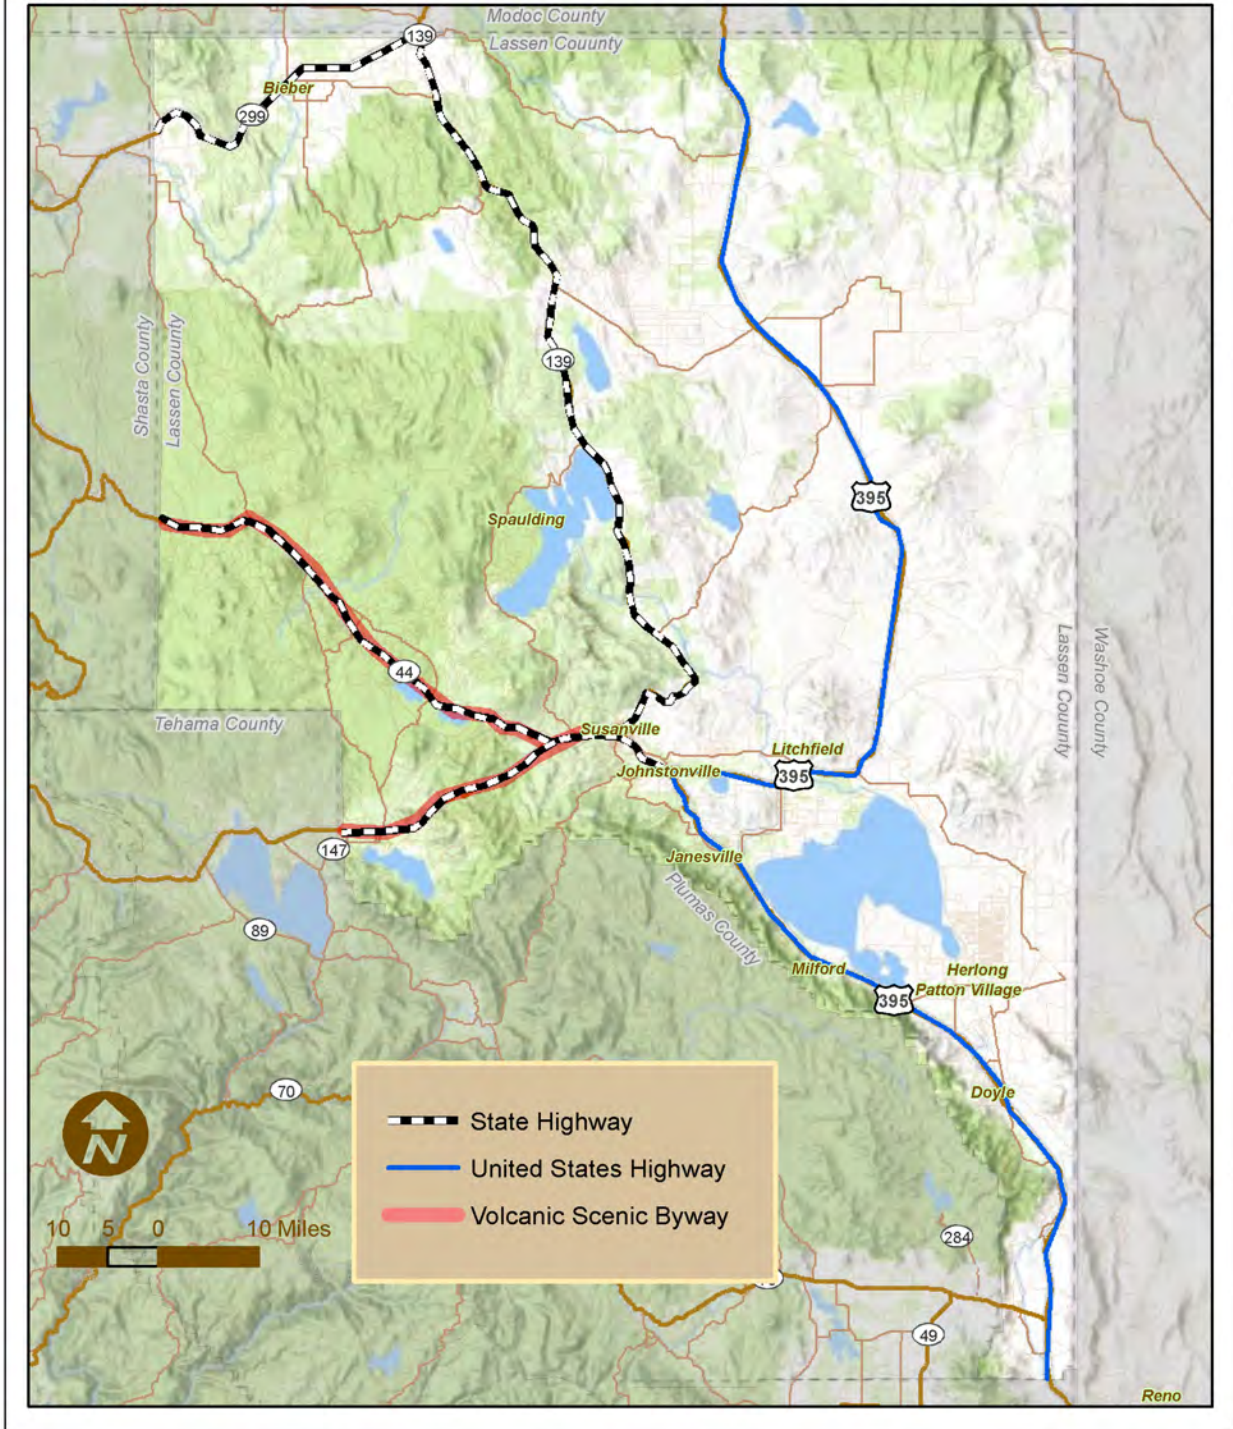 Modoc County
Lassen Couunty
139
Bieber
299
139
Shasta County
Lassen Couunty
395
Spaulding
44
Lassen Couunty
Washoe County
Tehama County
Susanville
Litchfield
Johnstonville
395
147
Janesville
Plumas County
89
Milford
Herlong
Patton Village
395
70
Doyle
N
State Highway
United States Highway
Volcanic Scenic Byway
10 5 0 10 Miles
284
49
Reno